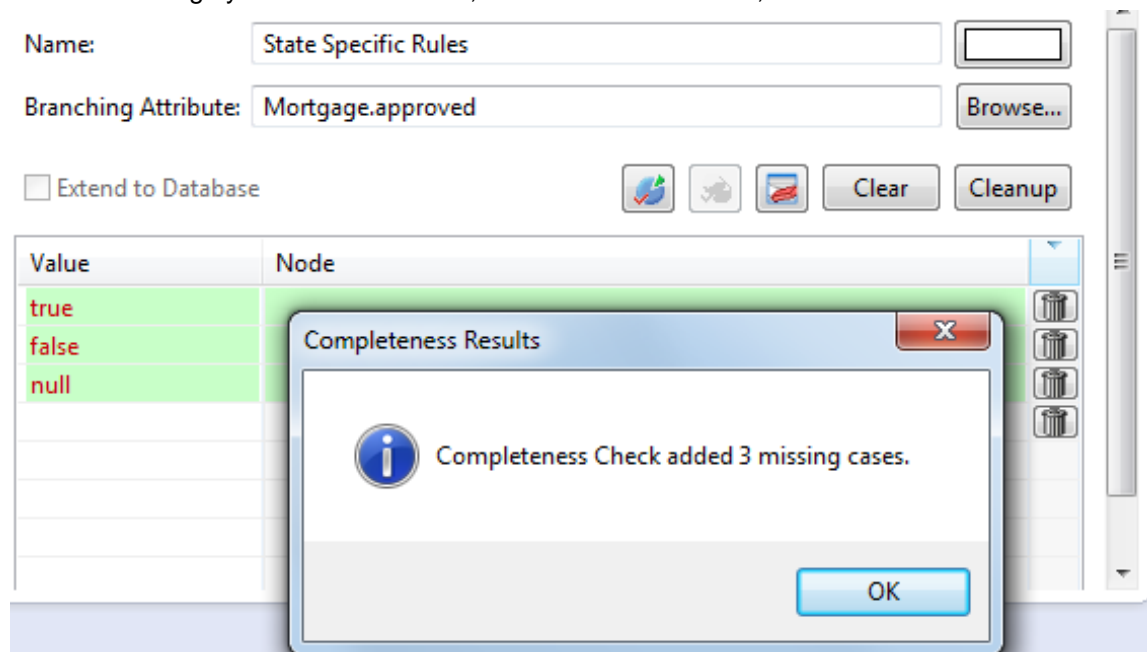 Name: State Specific Rules
Branching Attribute: Mortgage.approved Browse...
Extend to Database Clear Cleanup
Value Node
true
false
null
Completeness Results
Completeness Check added 3 missing cases.
OK